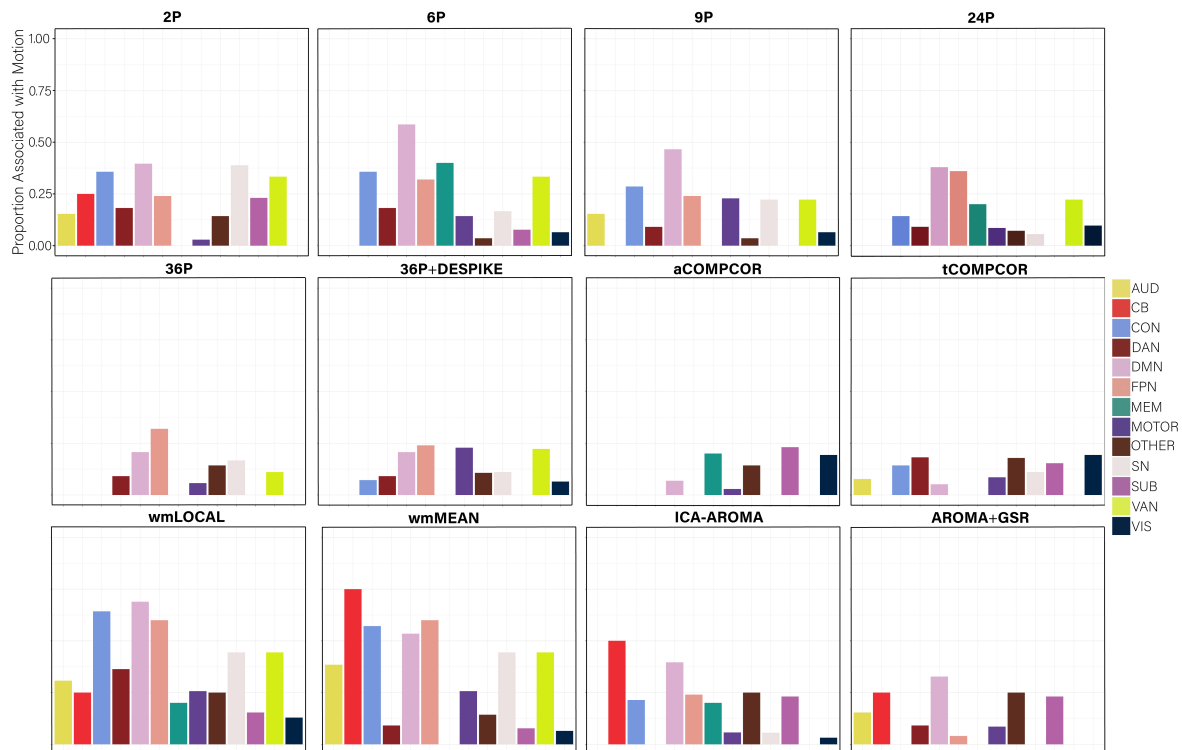 2P
6P
9P
24P
Proportion Associated with Motion
1.00
0.75
0.50
0.25
0.00
36P
36P+DESPIKE
aCOMPCOR
tCOMPCOR
AUD
CB
CON
DAN
DMN
FPN
MEM
MOTOR
OTHER
SN
SUB
VAN
VIS
wmLOCAL
wmMEAN
ICA-AROMA
AROMA+GSR